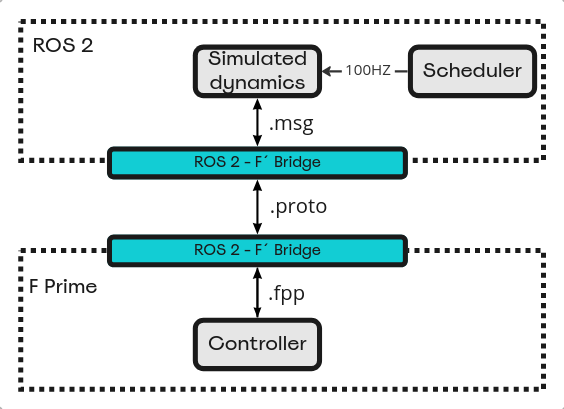 ROS 2
Simulated
dynamics
100HZ
Scheduler
.msg
ROS 2 - F´ Bridge
.proto
ROS 2 - F´ Bridge
F Prime
.fpp
Controller